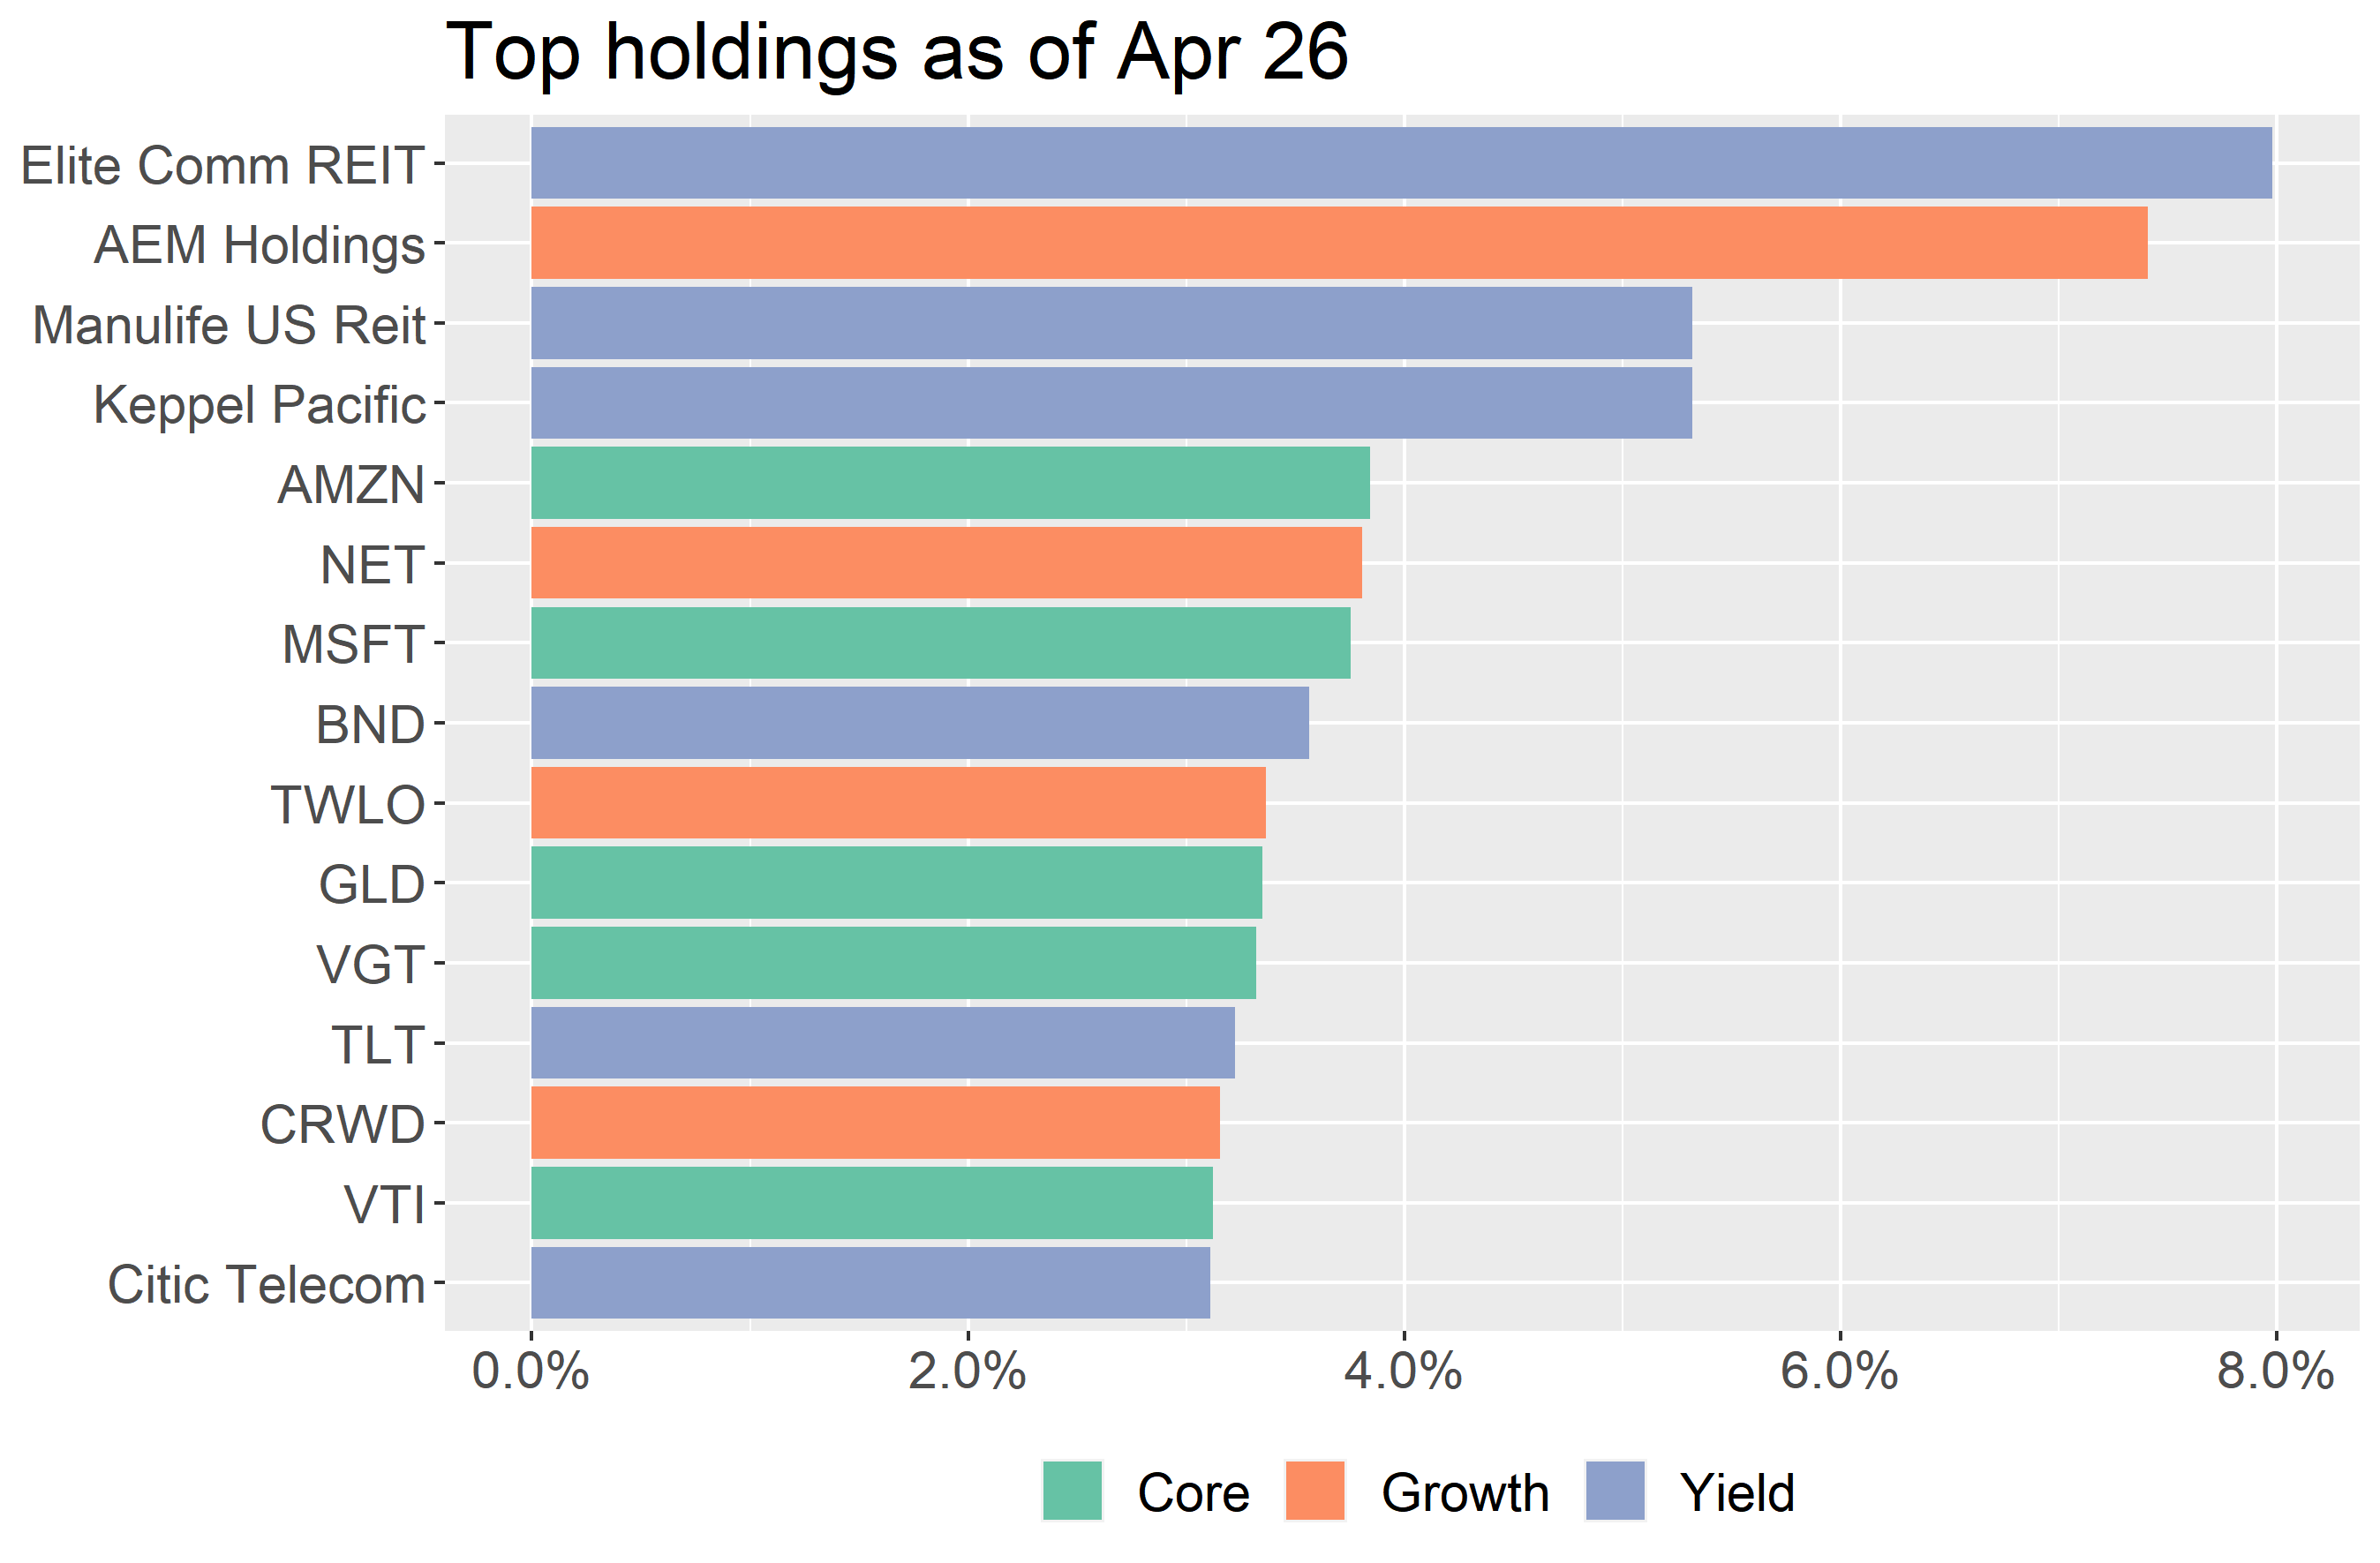 Top holdings as of Apr 26
Elite Comm REIT
AEM Holdings
Manulife US Reit
Keppel Pacific
AMZN
NET
MSFT
BND
TWLO
GLD
VGT
TLT
CRWD
VTI
Citic Telecom
0.0% 2.0% 4.0% 6.0% 8.0%
Core Growth Yield